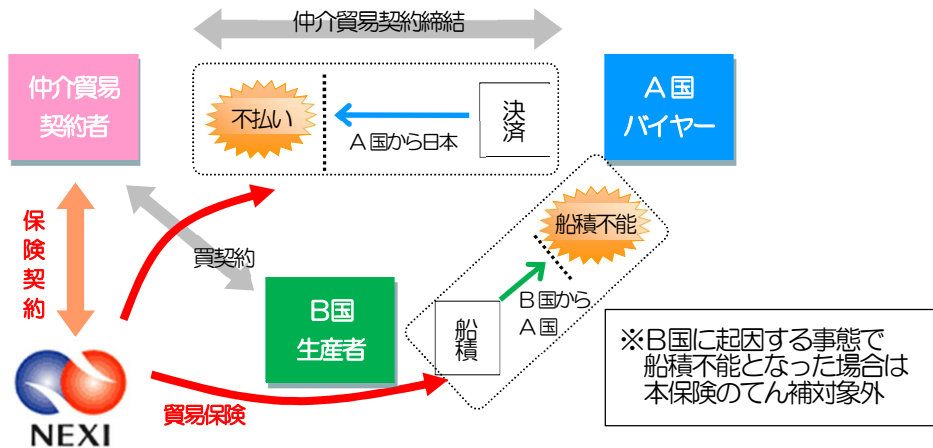 仲介貿易契約締結
仲介貿易
契約者
不払い
A国から日本
決済
A国
バイヤー
保険契約
買契約
船積不能
B国から
A国
船積
B国
生産者
貿易保険
NEXI
※B国に起因する事態で
船積不能となった場合は
本保険のてん補対象外